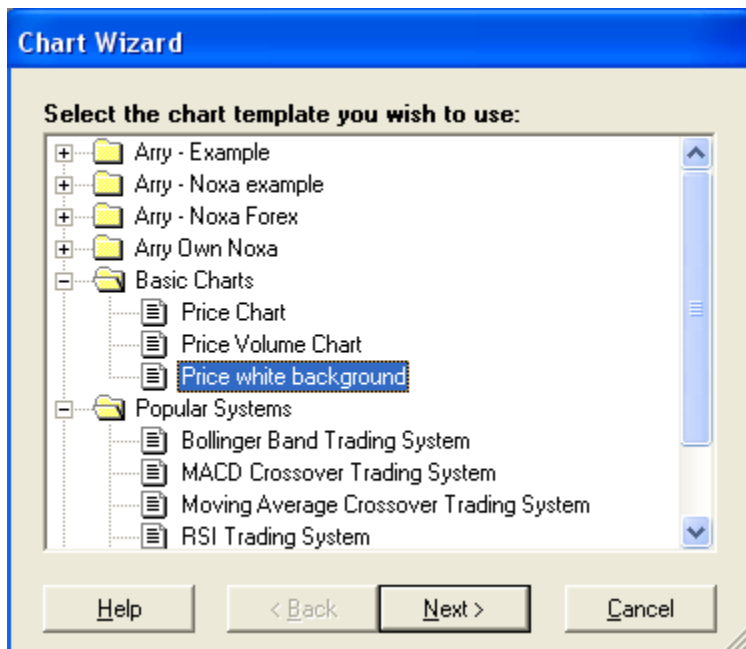 Chart Wizard
Select the chart template you wish to use:
Arry - Example
Arry - Noxa example
Arry - Noxa Forex
Arry Own Noxa
Basic Charts
Price Chart
Price Volume Chart
Price white background
Popular Systems
Bollinger Band Trading System
MACD Crossover Trading System
Moving Average Crossover Trading System
RSI Trading System
Help < Back Next > Cancel